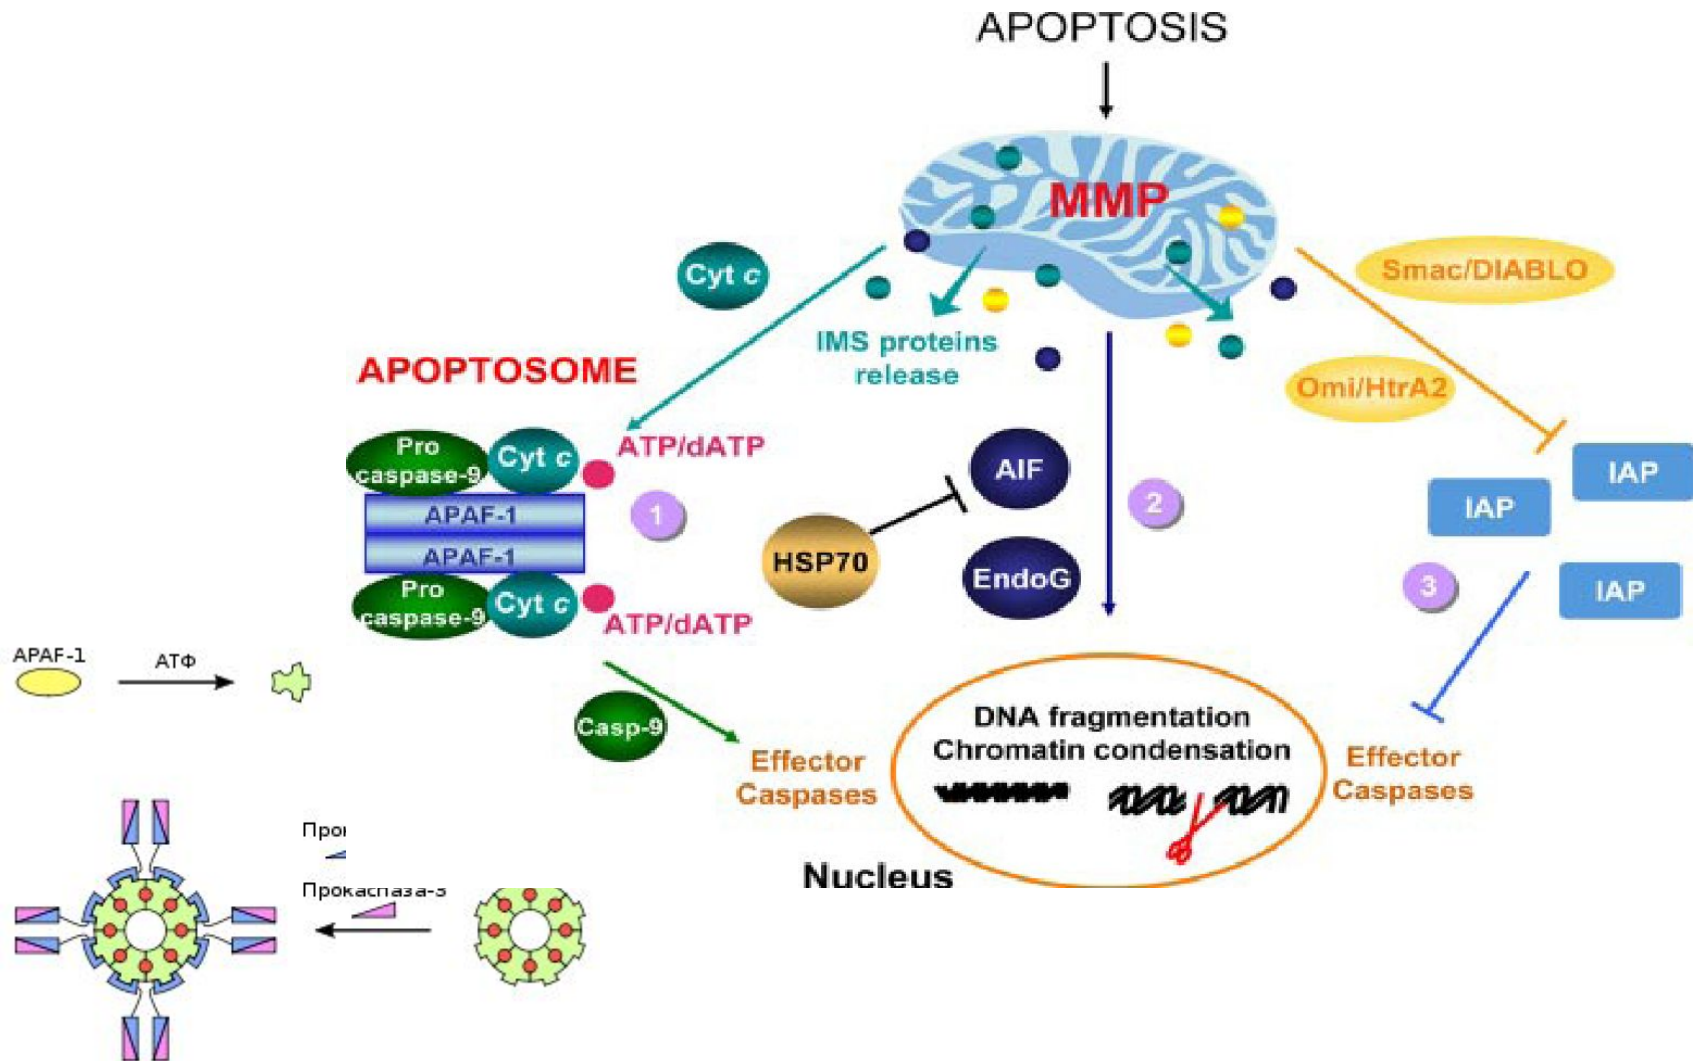 APOPTOSIS
MMP
Cyt c
Smac/DIABLO
IMS proteins
release
Omi/HtrA2
APOPTOSOME
Pro
caspase-9
Cyt c
ATP/dATP
APAF-1
APAF-1
Pro
caspase-9
Cyt c
ATP/dATP
1
AIF
HSP70
EndoG
2
IAP
IAP
IAP
3
APAF-1
АТФ
Casp-9
Effector
Caspases
DNA fragmentation
Chromatin condensation
Effector
Caspases
Nucleus
Прокаспаза-9